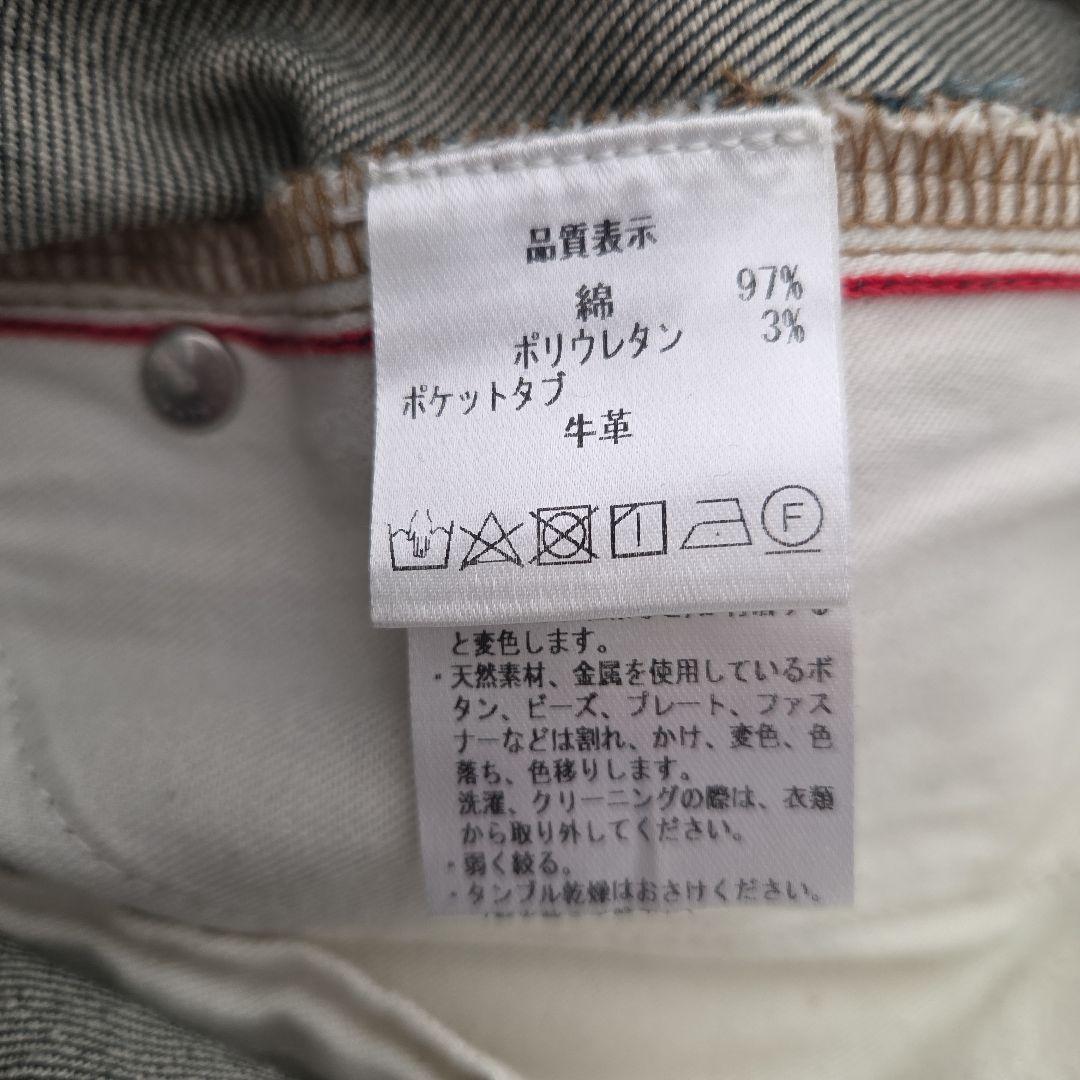 品質表示
綿 97%
ポリウレタン 3%
ポケットタブ
牛革
F
と変色します。
・天然素材、金属を使用しているボ
タン、ビーズ、プレート、ファス
ナーなどは割れ、かけ、変色、色
落ち、色移りします。
洗濯、クリーニングの際は、衣類
から取り外してください。
・弱く絞る。
・タンブル乾燥はおさけください。